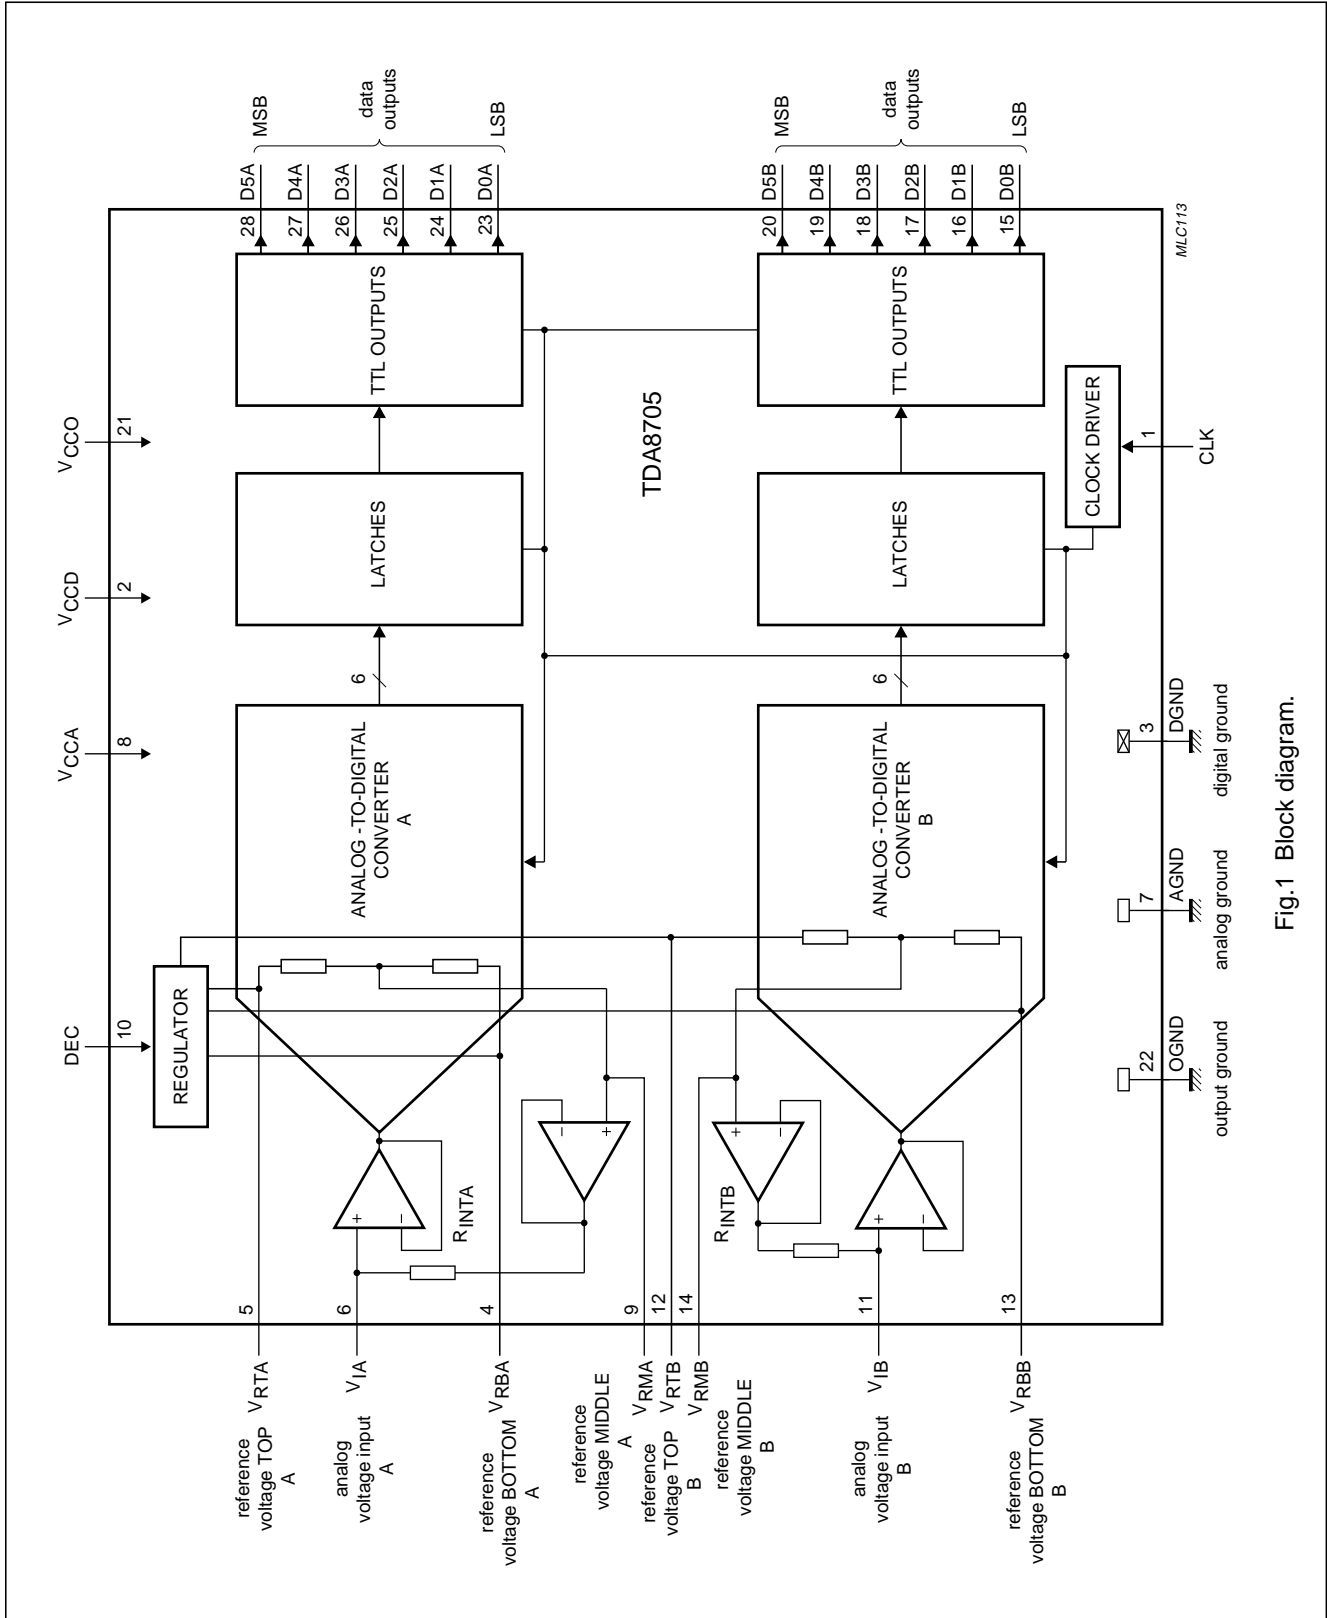 DEC
10
VCCA
8
VCCD
2
VCCO
21
REGULATOR
ANALOG -TO-DIGITAL
CONVERTER
A
6
LATCHES
TTL OUTPUTS
28 D5A
27 D4A
26 D3A
25 D2A
24 D1A
23 D0A
MSB
data
outputs
LSB
reference
voltage TOP
A
VRTA
5
analog
voltage input
A
VIA
6
+
−
RINTA
reference
voltage BOTTOM
A
VRBA
4
−
+
reference
voltage MIDDLE
A
VRMA
9
reference
voltage TOP
B
VRTB
12
reference
voltage MIDDLE
B
VRMB
14
TDA8705
RINTB
+
−
analog
voltage input
B
VIB
11
+
−
reference
voltage BOTTOM
B
VRBB
13
ANALOG -TO-DIGITAL
CONVERTER
B
6
LATCHES
TTL OUTPUTS
20 D5B
19 D4B
18 D3B
17 D2B
16 D1B
15 D0B
MSB
data
outputs
LSB
CLOCK DRIVER
1
CLK
22
OGND
output ground
7
AGND
analog ground
3
DGND
digital ground
MLC113
Fig.1 Block diagram.